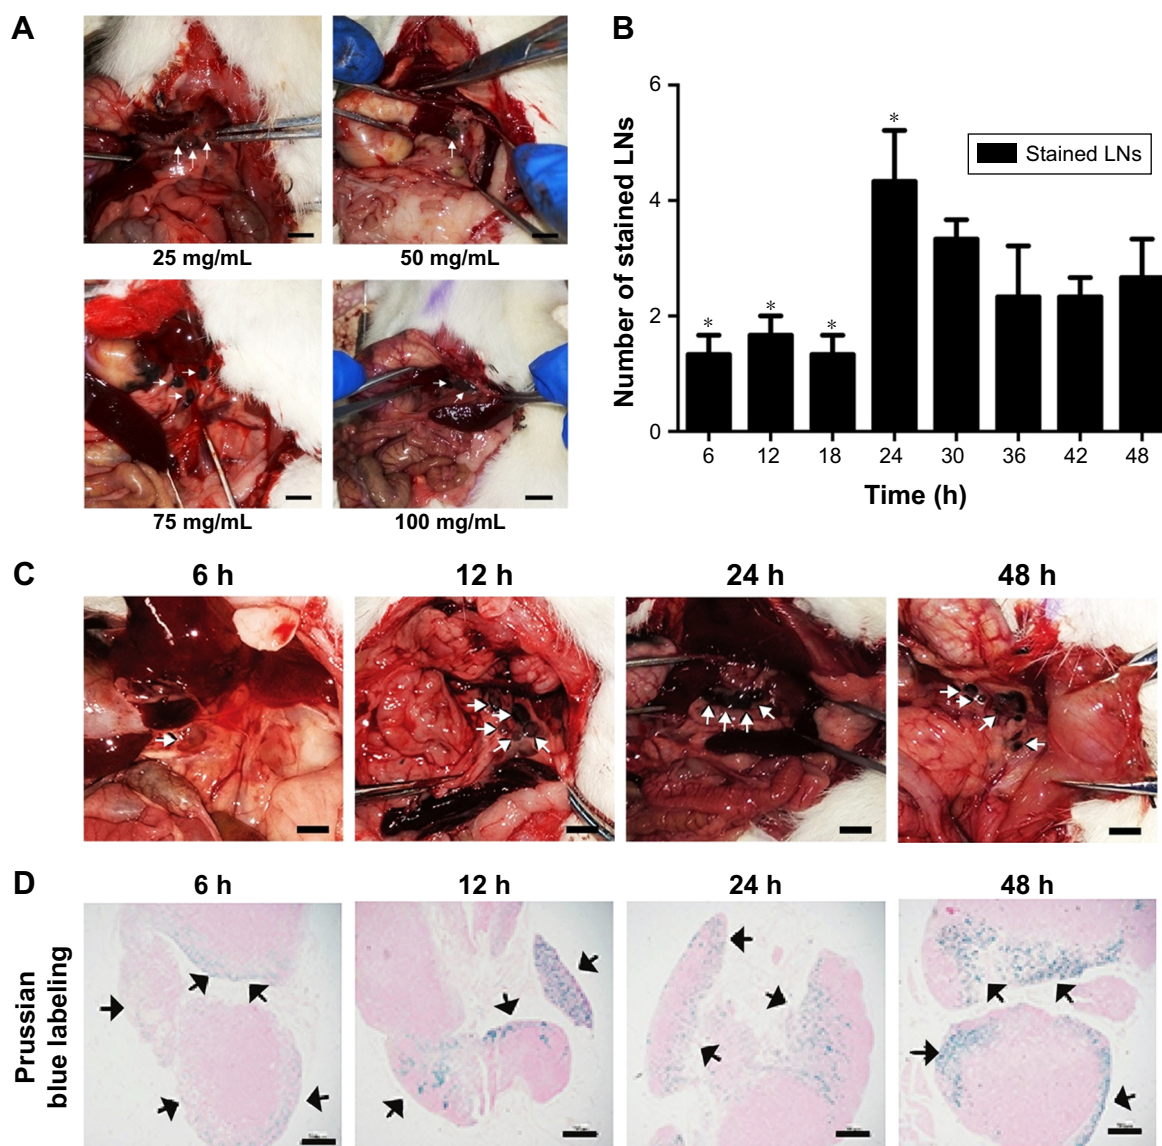 A
25 mg/mL
50 mg/mL
75 mg/mL
100 mg/mL
B
Number of stained LNs
6
4
2
0
*
*
*
*
Stained LNs
6
12
18
24
30
36
42
48
Time (h)
C
6 h
12 h
24 h
48 h
D
6 h
12 h
24 h
48 h
Prussian
blue labeling